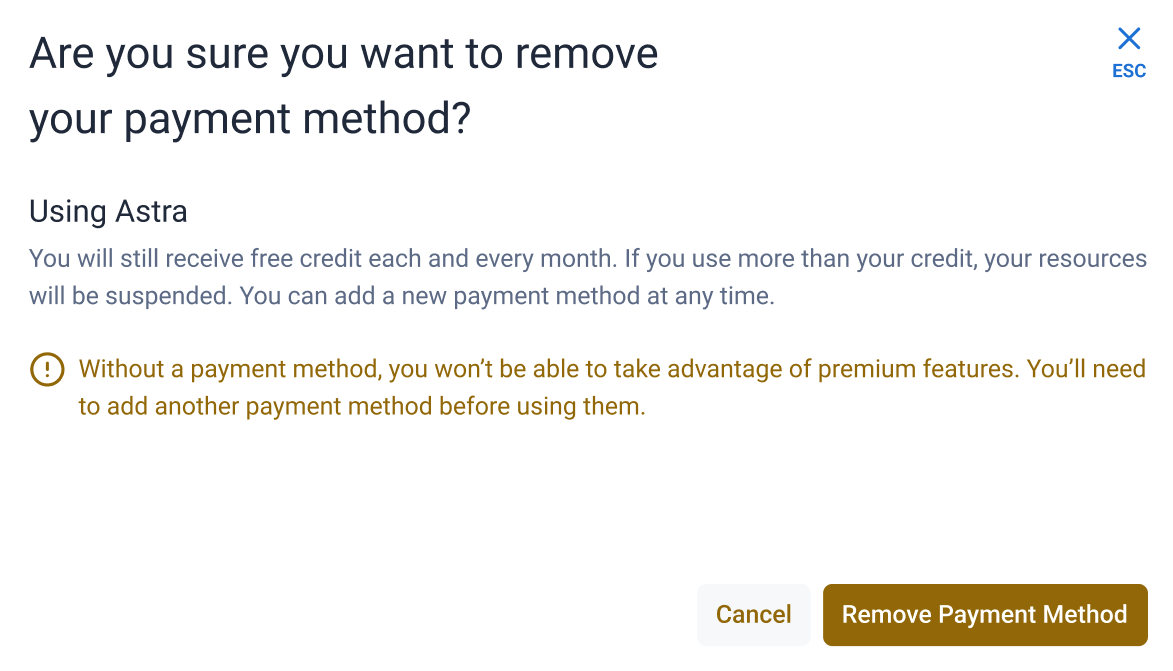 Are you sure you want to remove
your payment method?
ESC
Using Astra
You will still receive free credit each and every month. If you use more than your credit, your resources
will be suspended. You can add a new payment method at any time.
Without a payment method, you won’t be able to take advantage of premium features. You’ll need
to add another payment method before using them.
Cancel
Remove Payment Method